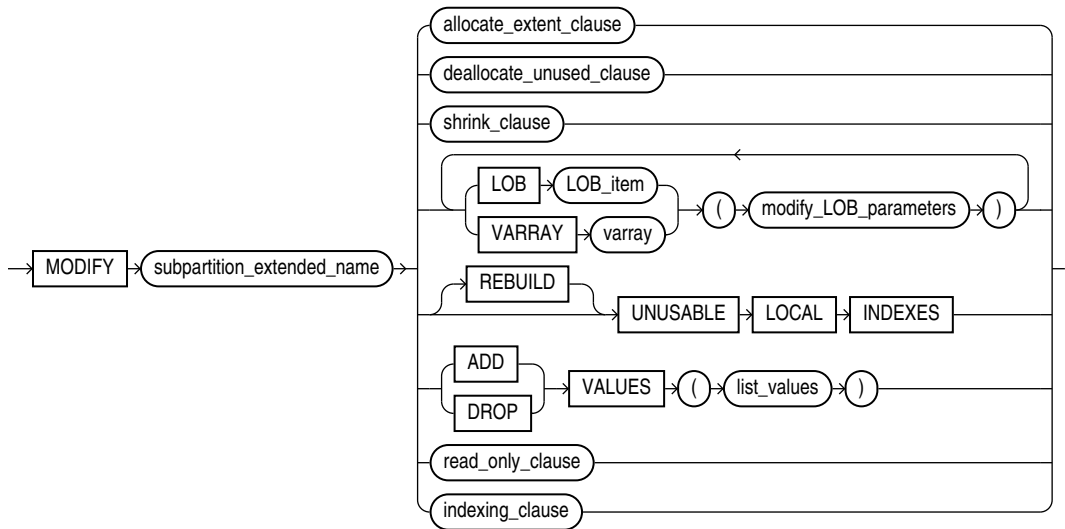 allocate_extent_clause
deallocate_unused_clause
shrink_clause
LOB LOB_item
VARRAY varray
( modify_LOB_parameters )
MODIFY subpartition_extended_name
REBUILD
UNUSABLE LOCAL INDEXES
ADD
DROP
VALUES ( list_values )
read_only_clause
indexing_clause